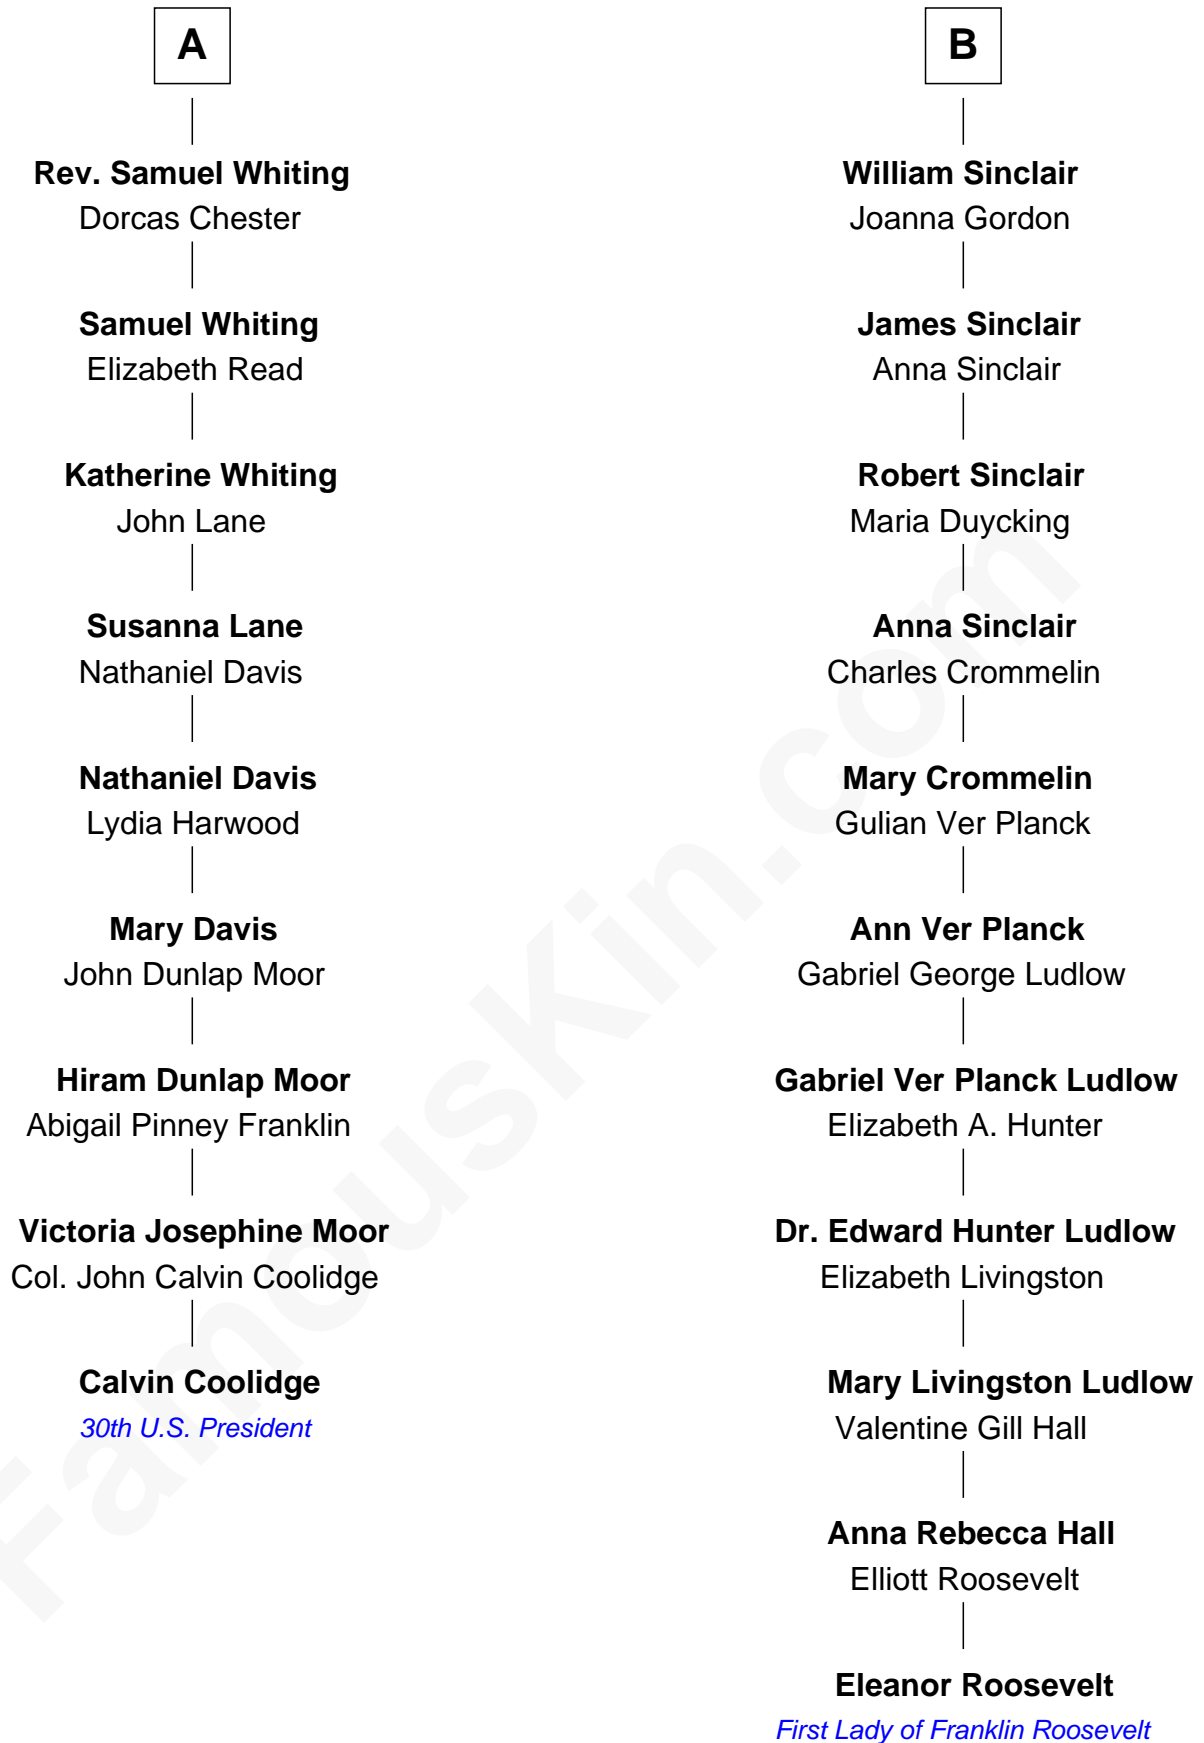 A
Rev. Samuel Whiting
Dorcas Chester
Samuel Whiting
Elizabeth Read
Katherine Whiting
John Lane
Susanna Lane
Nathaniel Davis
Nathaniel Davis
Lydia Harwood
Mary Davis
John Dunlap Moor
Hiram Dunlap Moor
Abigail Pinney Franklin
Victoria Josephine Moor
Col. John Calvin Coolidge
Calvin Coolidge
30th U.S. President
B
William Sinclair
Joanna Gordon
James Sinclair
Anna Sinclair
Robert Sinclair
Maria Duycking
Anna Sinclair
Charles Crommelin
Mary Crommelin
Gulian Ver Planck
Ann Ver Planck
Gabriel George Ludlow
Gabriel Ver Planck Ludlow
Elizabeth A. Hunter
Dr. Edward Hunter Ludlow
Elizabeth Livingston
Mary Livingston Ludlow
Valentine Gill Hall
Anna Rebecca Hall
Elliott Roosevelt
Eleanor Roosevelt
First Lady of Franklin Roosevelt
FamousKin.com